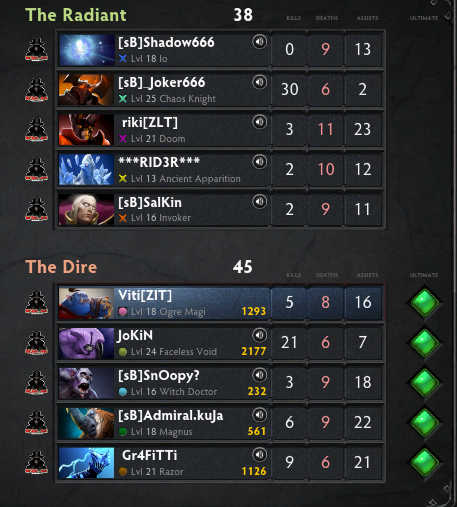 The Radiant 38 KILLS DEATHS ASSISTS ULTIMATE
[sB]Shadow666 0 9 13
Lvl 18 Io
[sB]_Joker666 30 6 2
Lvl 25 Chaos Knight
riki[ZLT] 3 11 23
Lvl 21 Doom
***RID3R*** 2 10 12
Lvl 13 Ancient Apparition
[sB]SalKin 2 9 11
Lvl 16 Invoker
The Dire 45 KILLS DEATHS ASSISTS ULTIMATE
Viti[ZlT] 5 8 16
Lvl 18 Ogre Magi 1293
JoKiN 21 6 7
Lvl 24 Faceless Void 2177
[sB]SnOopy? 3 9 18
Lvl 16 Witch Doctor 232
[sB]Admiral.kuJa 6 9 22
Lvl 18 Magnus 561
Gr4FiTTi 9 6 21
Lvl 21 Razor 1126